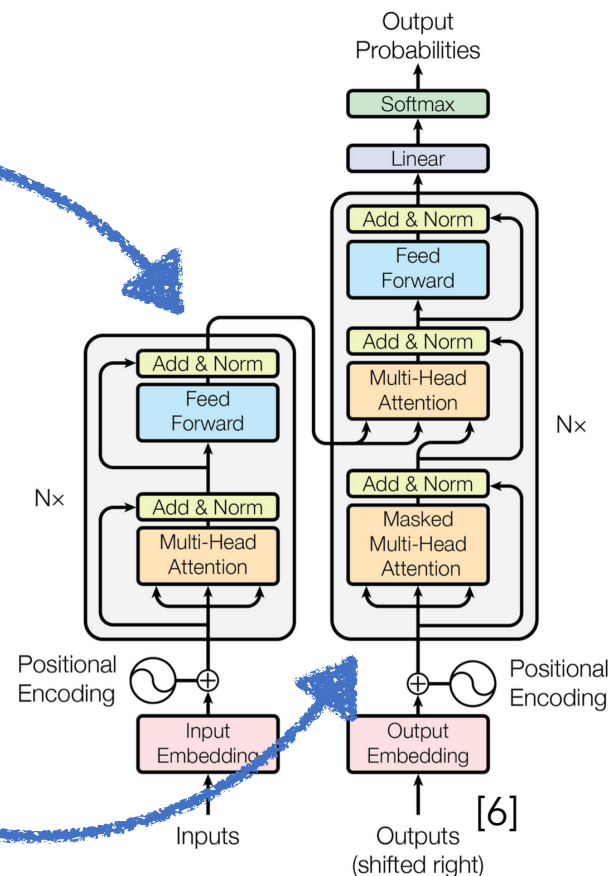 Output
Probabilities
Softmax
Linear
Add & Norm
Feed
Forward
Add & Norm
Multi-Head
Attention
Nx
Add & Norm
Masked
Multi-Head
Attention
Positional
Encoding
Output
Embedding
Outputs
(shifted right)
[6]
Add & Norm
Feed
Forward
Nx
Add & Norm
Multi-Head
Attention
Positional
Encoding
Input
Embedding
Inputs